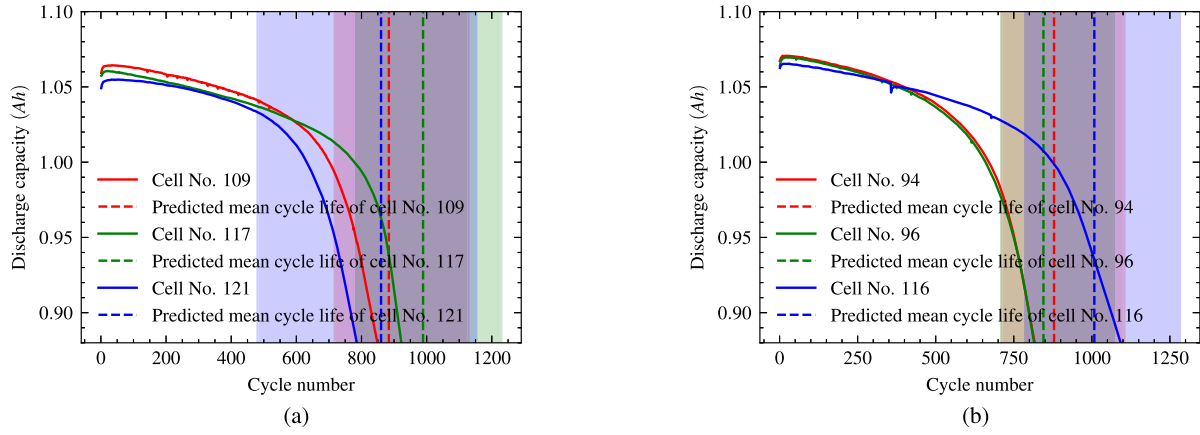 1.10
1.05
1.00
0.95
0.90
Discharge capacity (Ah)
Cell No. 109
Predicted mean cycle life of cell No. 109
Cell No. 117
Predicted mean cycle life of cell No. 117
Cell No. 121
Predicted mean cycle life of cell No. 121
0 200 400 600 800 1000 1200
Cycle number
(a)
1.10
1.05
1.00
0.95
0.90
Discharge capacity (Ah)
Cell No. 94
Predicted mean cycle life of cell No. 94
Cell No. 96
Predicted mean cycle life of cell No. 96
Cell No. 116
Predicted mean cycle life of cell No. 116
0 250 500 750 1000 1250
Cycle number
(b)